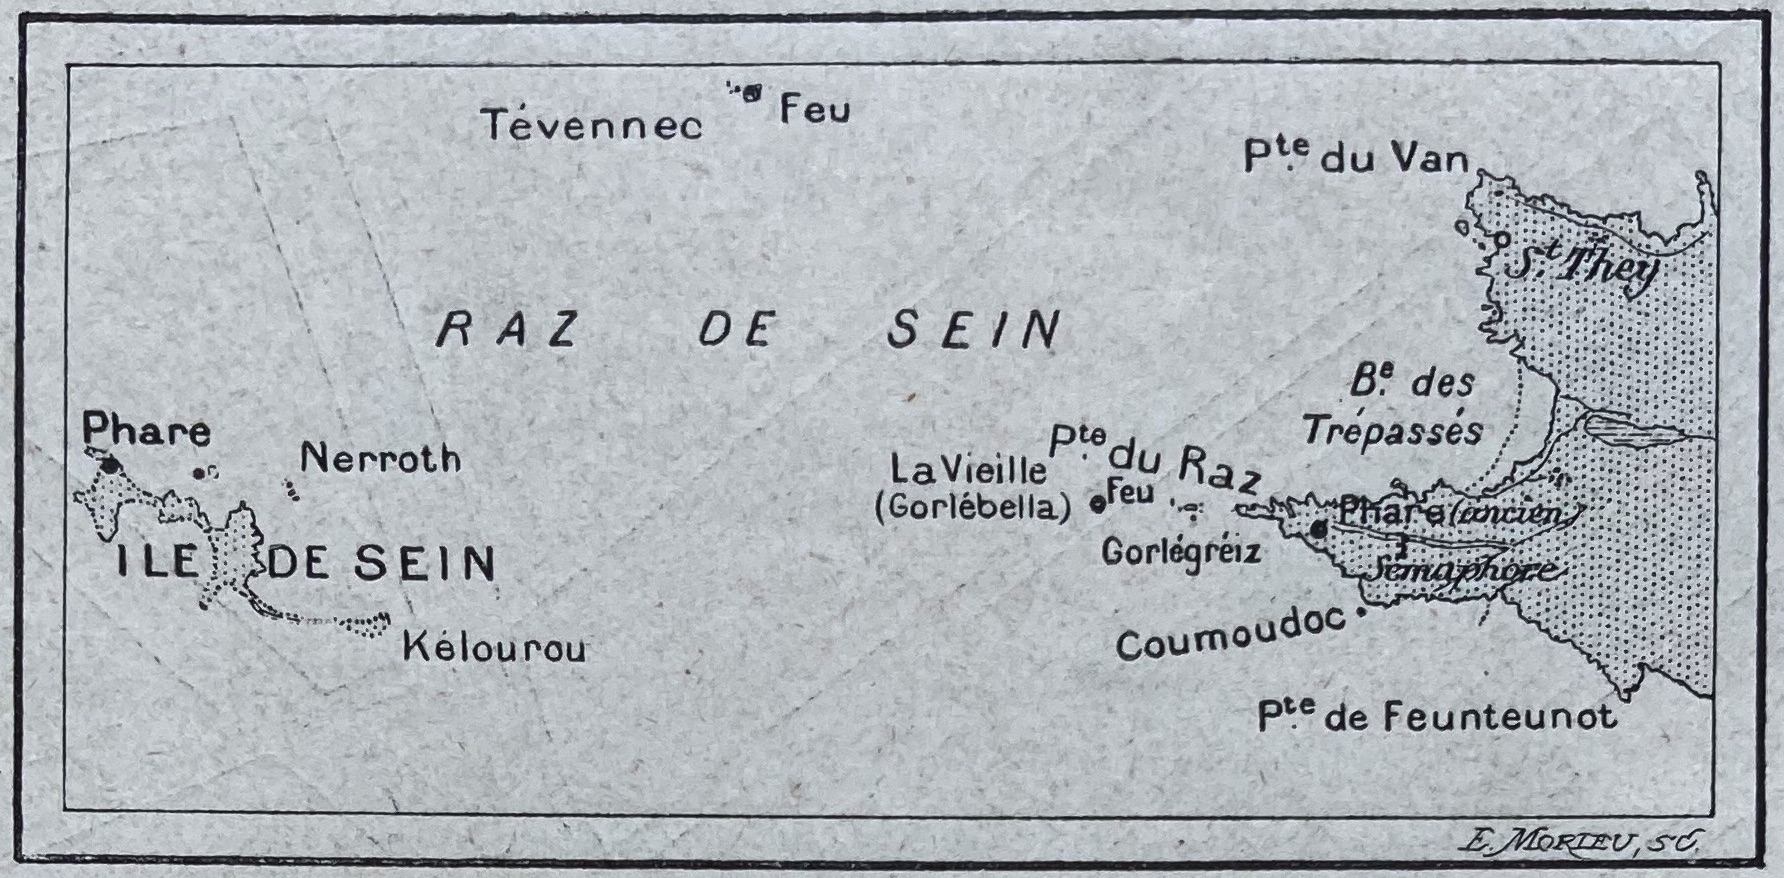 Tévennec Feu
Pte. du Van
St. They
RAZ DE SEIN
Be. des
Trépassés
Phare
Nerroth
Pte. du Raz
La Vieille
(Gorlébella) Feu
Phare (ancien)
Gorlégréiz
ILE DE SEIN
Sémaphore
Coumoudoc
Kélourou
Pte. de Feunteunot
E. MORIEU, SC.